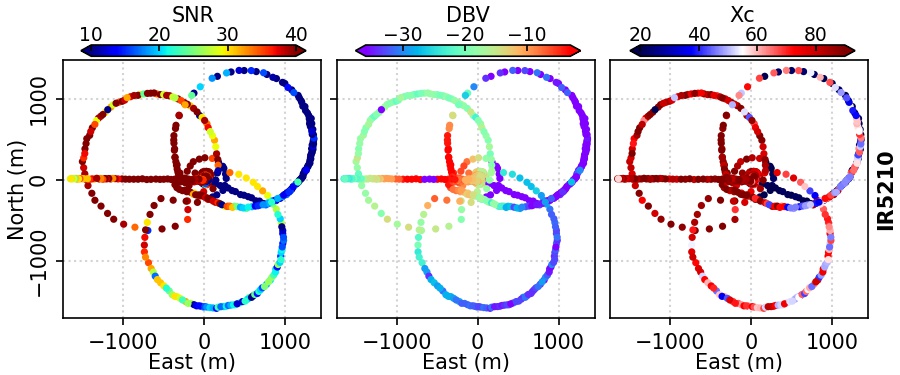 SNR DBV Xc
10 20 30 40 −30 −20 −10 20 40 60 80
1000
0
−1000
North (m)
IR5210
−1000 0 1000 −1000 0 1000 −1000 0 1000
East (m) East (m) East (m)